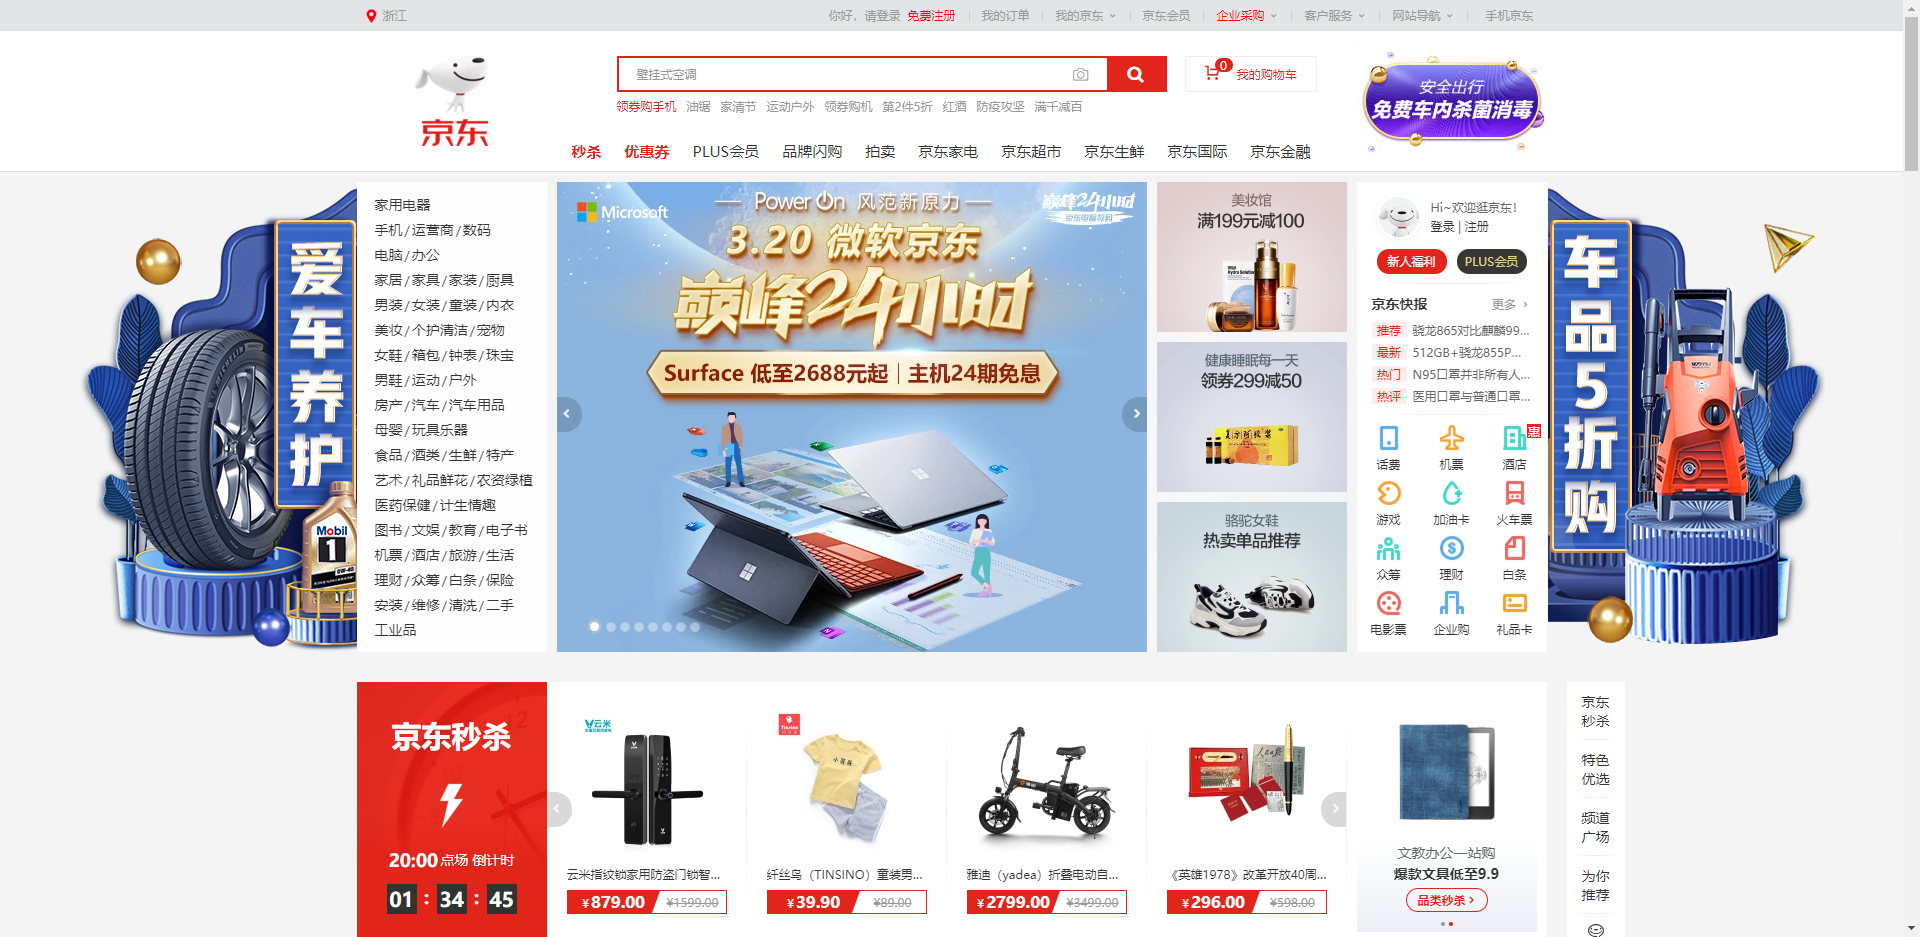 浙江
你好，请登录 免费注册 我的订单 我的京东 京东会员 企业采购 客户服务 网站导航 手机京东
京东
壁挂式空调
0 我的购物车
领券购手机 油锯 家清节 运动户外 领券购机 第2件5折 红酒 防疫攻坚 满千减百
秒杀 优惠券 PLUS会员 品牌闪购 拍卖 京东家电 京东超市 京东生鲜 京东国际 京东金融
安全出行
免费车内杀菌消毒
爱车养护
Mobil
1
家用电器
手机/运营商/数码
电脑/办公
家居/家具/家装/厨具
男装/女装/童装/内衣
美妆/个护清洁/宠物
女鞋/箱包/钟表/珠宝
男鞋/运动/户外
房产/汽车/汽车用品
母婴/玩具乐器
食品/酒类/生鲜/特产
艺术/礼品鲜花/农资绿植
医药保健/计生情趣
图书/文娱/教育/电子书
机票/酒店/旅游/生活
理财/众筹/白条/保险
安装/维修/清洗/二手
工业品
Microsoft
Power On 风范新原力
巅峰24小时
京东电脑数码
3.20 微软京东
巅峰24小时
Surface 低至2688元起 | 主机24期免息
美妆馆
满199元减100
健康睡眠每一天
领券299减50
骆驼女鞋
热卖单品推荐
Hi~欢迎逛京东!
登录 | 注册
新人福利 PLUS会员
京东快报 更多
推荐 骁龙865对比麒麟99...
最新 512GB+骁龙855P...
热门 N95口罩并非所有人...
热评 医用口罩与普通口罩...
话费 机票 酒店 惠
游戏 加油卡 火车票
众筹 理财 白条
电影票 企业购 礼品卡
车品5折购
京东秒杀
20:00 点场 倒计时
01 : 34 : 45
云米
云米指纹锁家用防盗门锁智...
¥879.00 ¥1599.00
Tinsino
纤丝鸟（TINSINO）童装男...
¥39.90 ¥89.00
雅迪（yadea）折叠电动自...
¥2799.00 ¥3499.00
《英雄1978》改革开放40周...
¥296.00 ¥598.00
文教办公一站购
爆款文具低至9.9
品类秒杀
京东
秒杀
特色
优选
频道
广场
为你
推荐